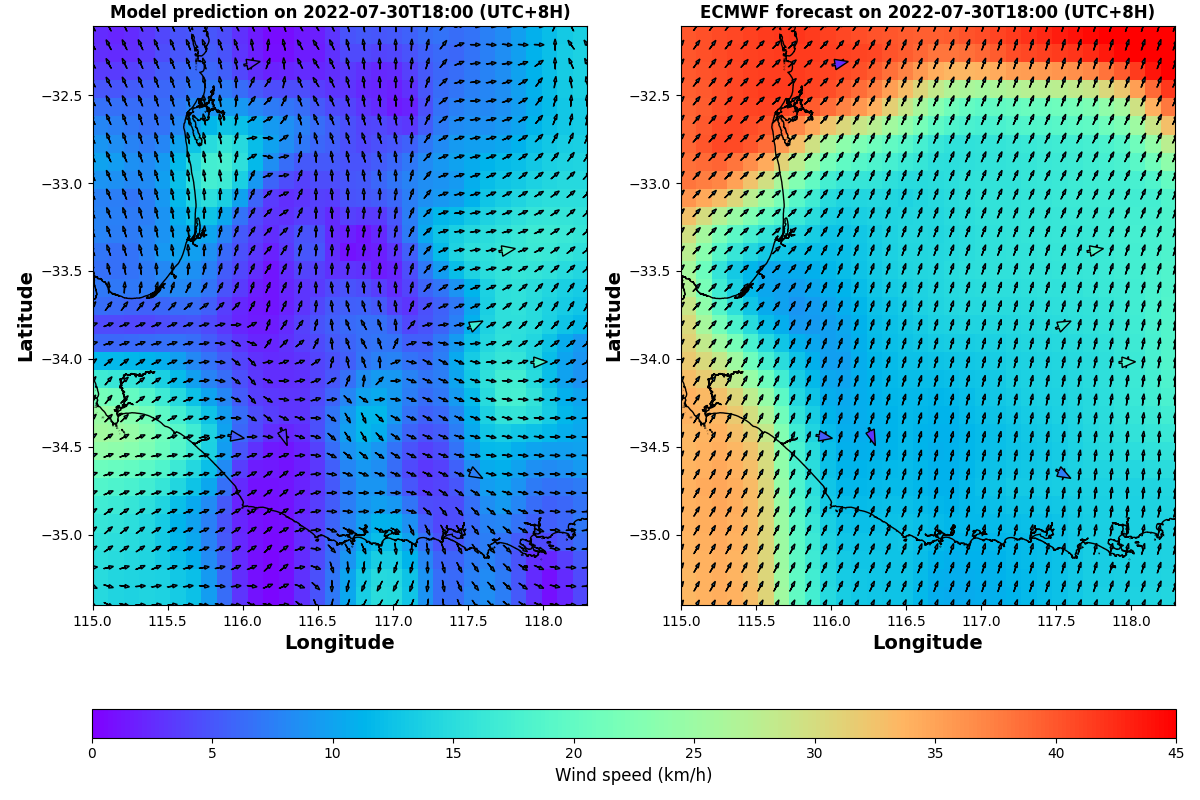 Model prediction on 2022-07-30T18:00 (UTC+8H) ECMWF forecast on 2022-07-30T18:00 (UTC+8H)
−32.5 −32.5
−33.0 −33.0
−33.5 −33.5
Latitude Latitude
−34.0 −34.0
−34.5 −34.5
−35.0 −35.0
115.0 115.5 116.0 116.5 117.0 117.5 118.0 115.0 115.5 116.0 116.5 117.0 117.5 118.0
Longitude Longitude
0 5 10 15 20 25 30 35 40 45
Wind speed (km/h)